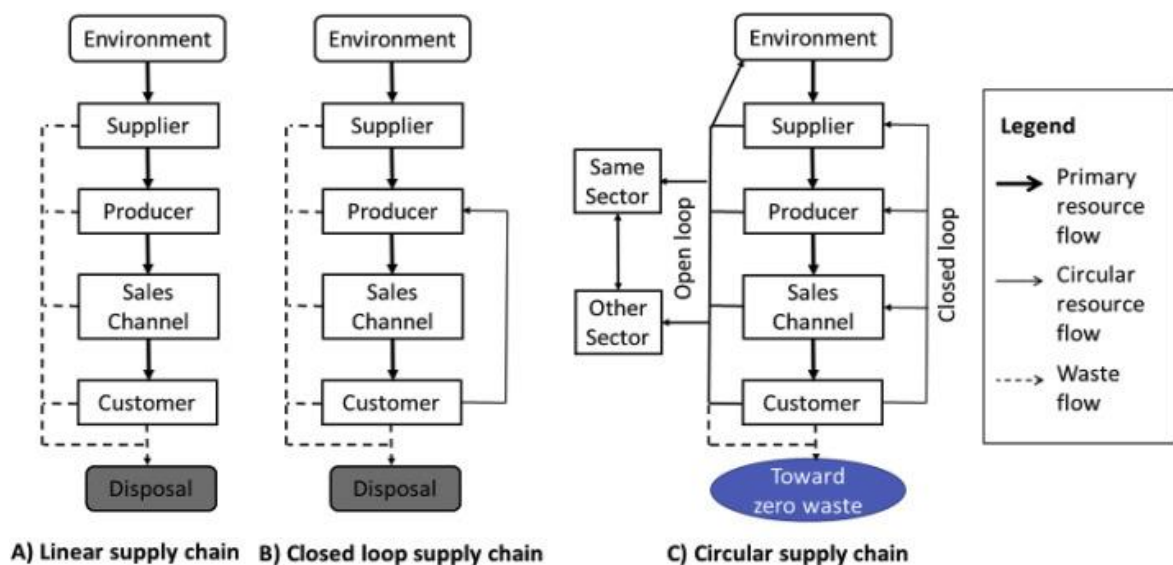 Environment
Supplier
Producer
Sales
Channel
Customer
Disposal
A) Linear supply chain
Environment
Supplier
Producer
Sales
Channel
Customer
Disposal
B) Closed loop supply chain
Environment
Supplier
Producer
Sales
Channel
Customer
Same
Sector
Other
Sector
Open loop
Closed loop
Toward
zero waste
C) Circular supply chain
Legend
Primary
resource
flow
Circular
resource
flow
Waste
flow